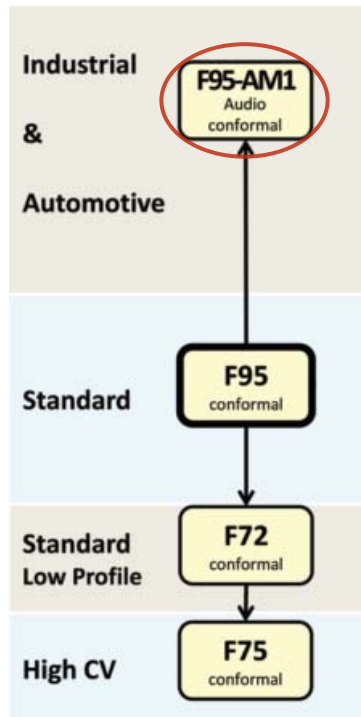 Industrial
&
Automotive
F95-AM1
Audio
conformal
Standard
F95
conformal
Standard
Low Profile
F72
conformal
High CV
F75
conformal